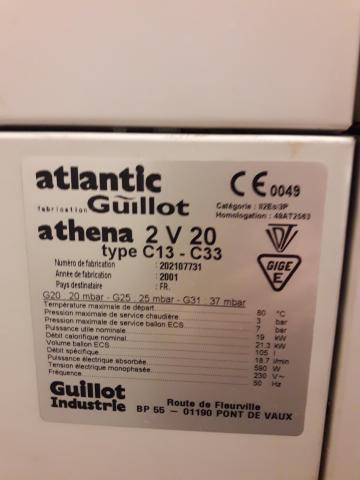 atlantic
fabrication Guillot
CE 0049
Catégorie : II2Esi3P
Homologation : 49AT2563
athena 2 V 20
type C13 - C33
Numéro de fabrication : 202107731
Année de fabrication : 2001
Pays destinataire : FR.
GIGE
E
G20 : 20 mbar - G25 : 25 mbar - G31 : 37 mbar
Température maximale de départ. 80 °C
Pression maximale de service chaudière. 3 bar
Pression maximale de service ballon ECS. 7 bar
Puissance utile nominale. 19 kW
Débit calorifique nominal. 21.3 kW
Volume ballon ECS. 105 l
Débit spécifique. 18.7 l/min
Puissance électrique absorbée. 590 W
Tension électrique monophasée. 230 V~
Fréquence. 50 Hz
Guillot
Industrie
Route de Fleurville
BP 55 - 01190 PONT DE VAUX